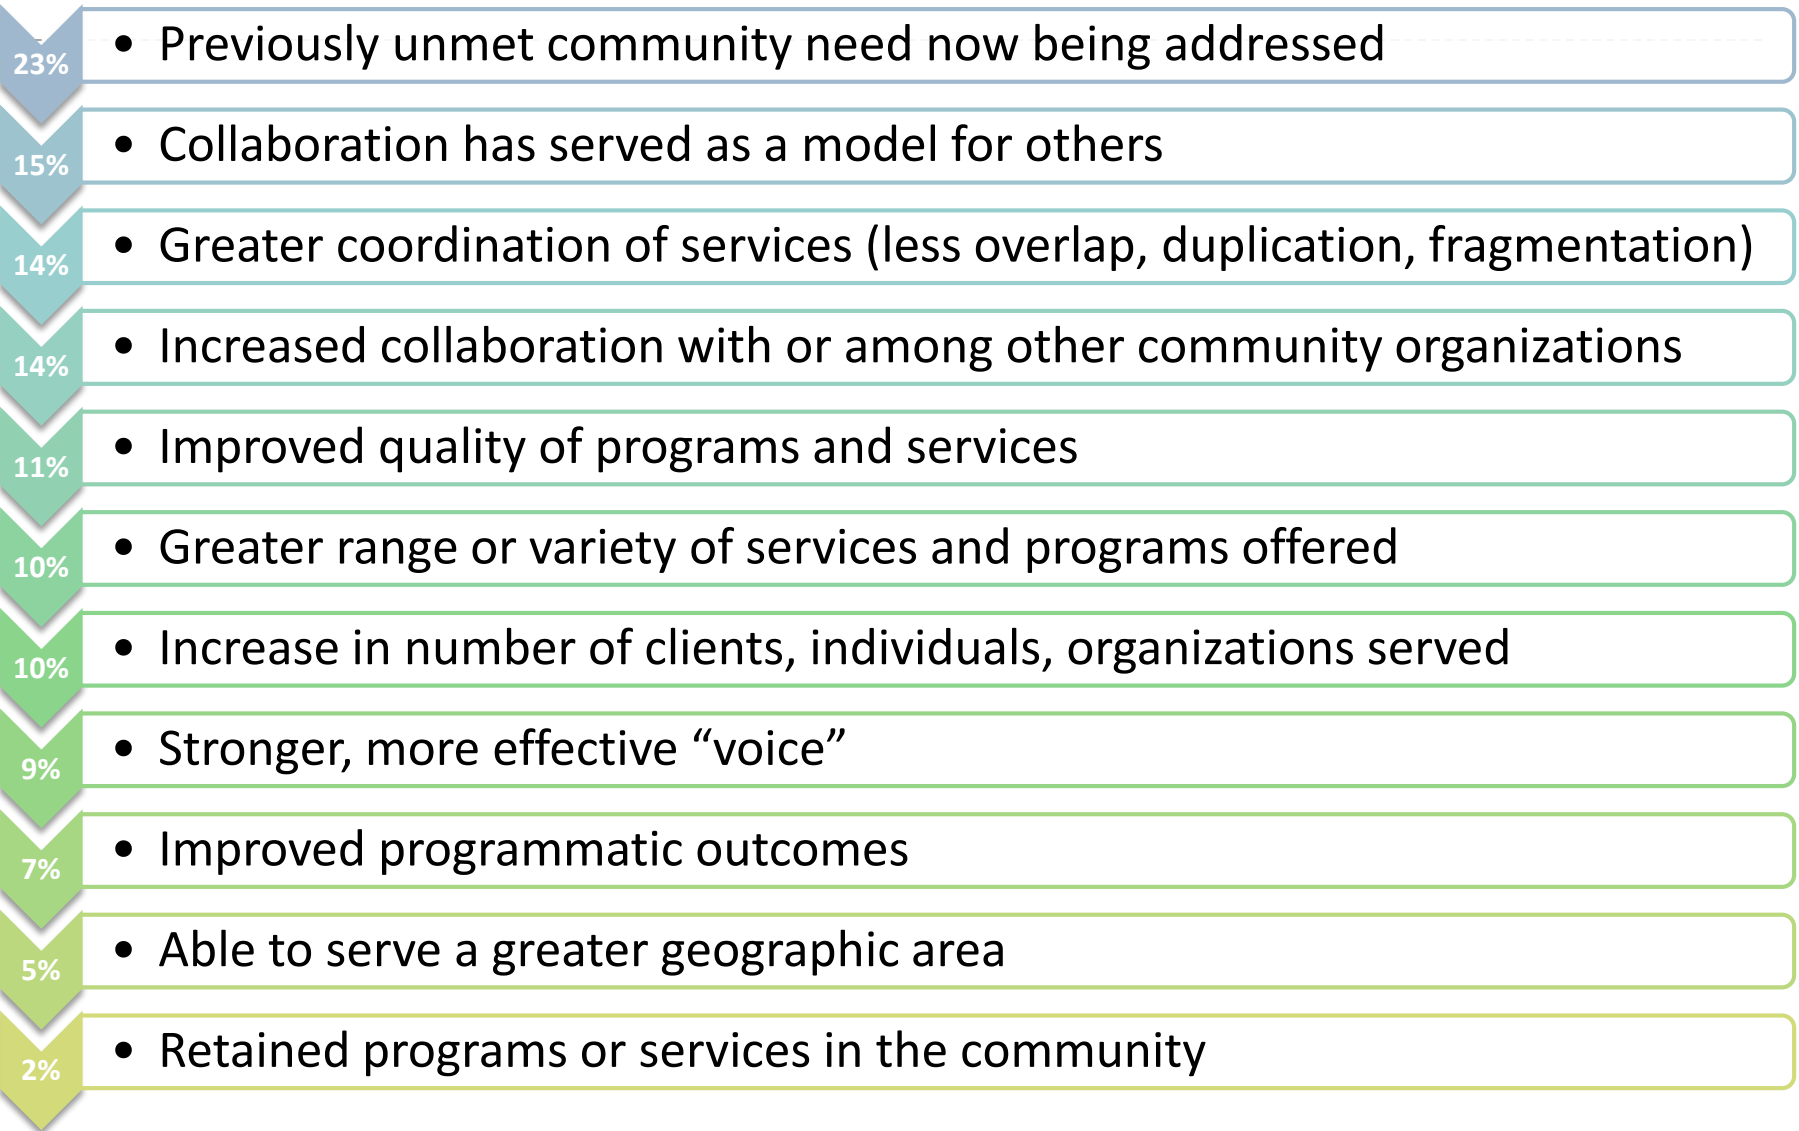 23%
• Previously unmet community need now being addressed
15%
• Collaboration has served as a model for others
14%
• Greater coordination of services (less overlap, duplication, fragmentation)
14%
• Increased collaboration with or among other community organizations
11%
• Improved quality of programs and services
10%
• Greater range or variety of services and programs offered
10%
• Increase in number of clients, individuals, organizations served
9%
• Stronger, more effective “voice”
7%
• Improved programmatic outcomes
5%
• Able to serve a greater geographic area
2%
• Retained programs or services in the community